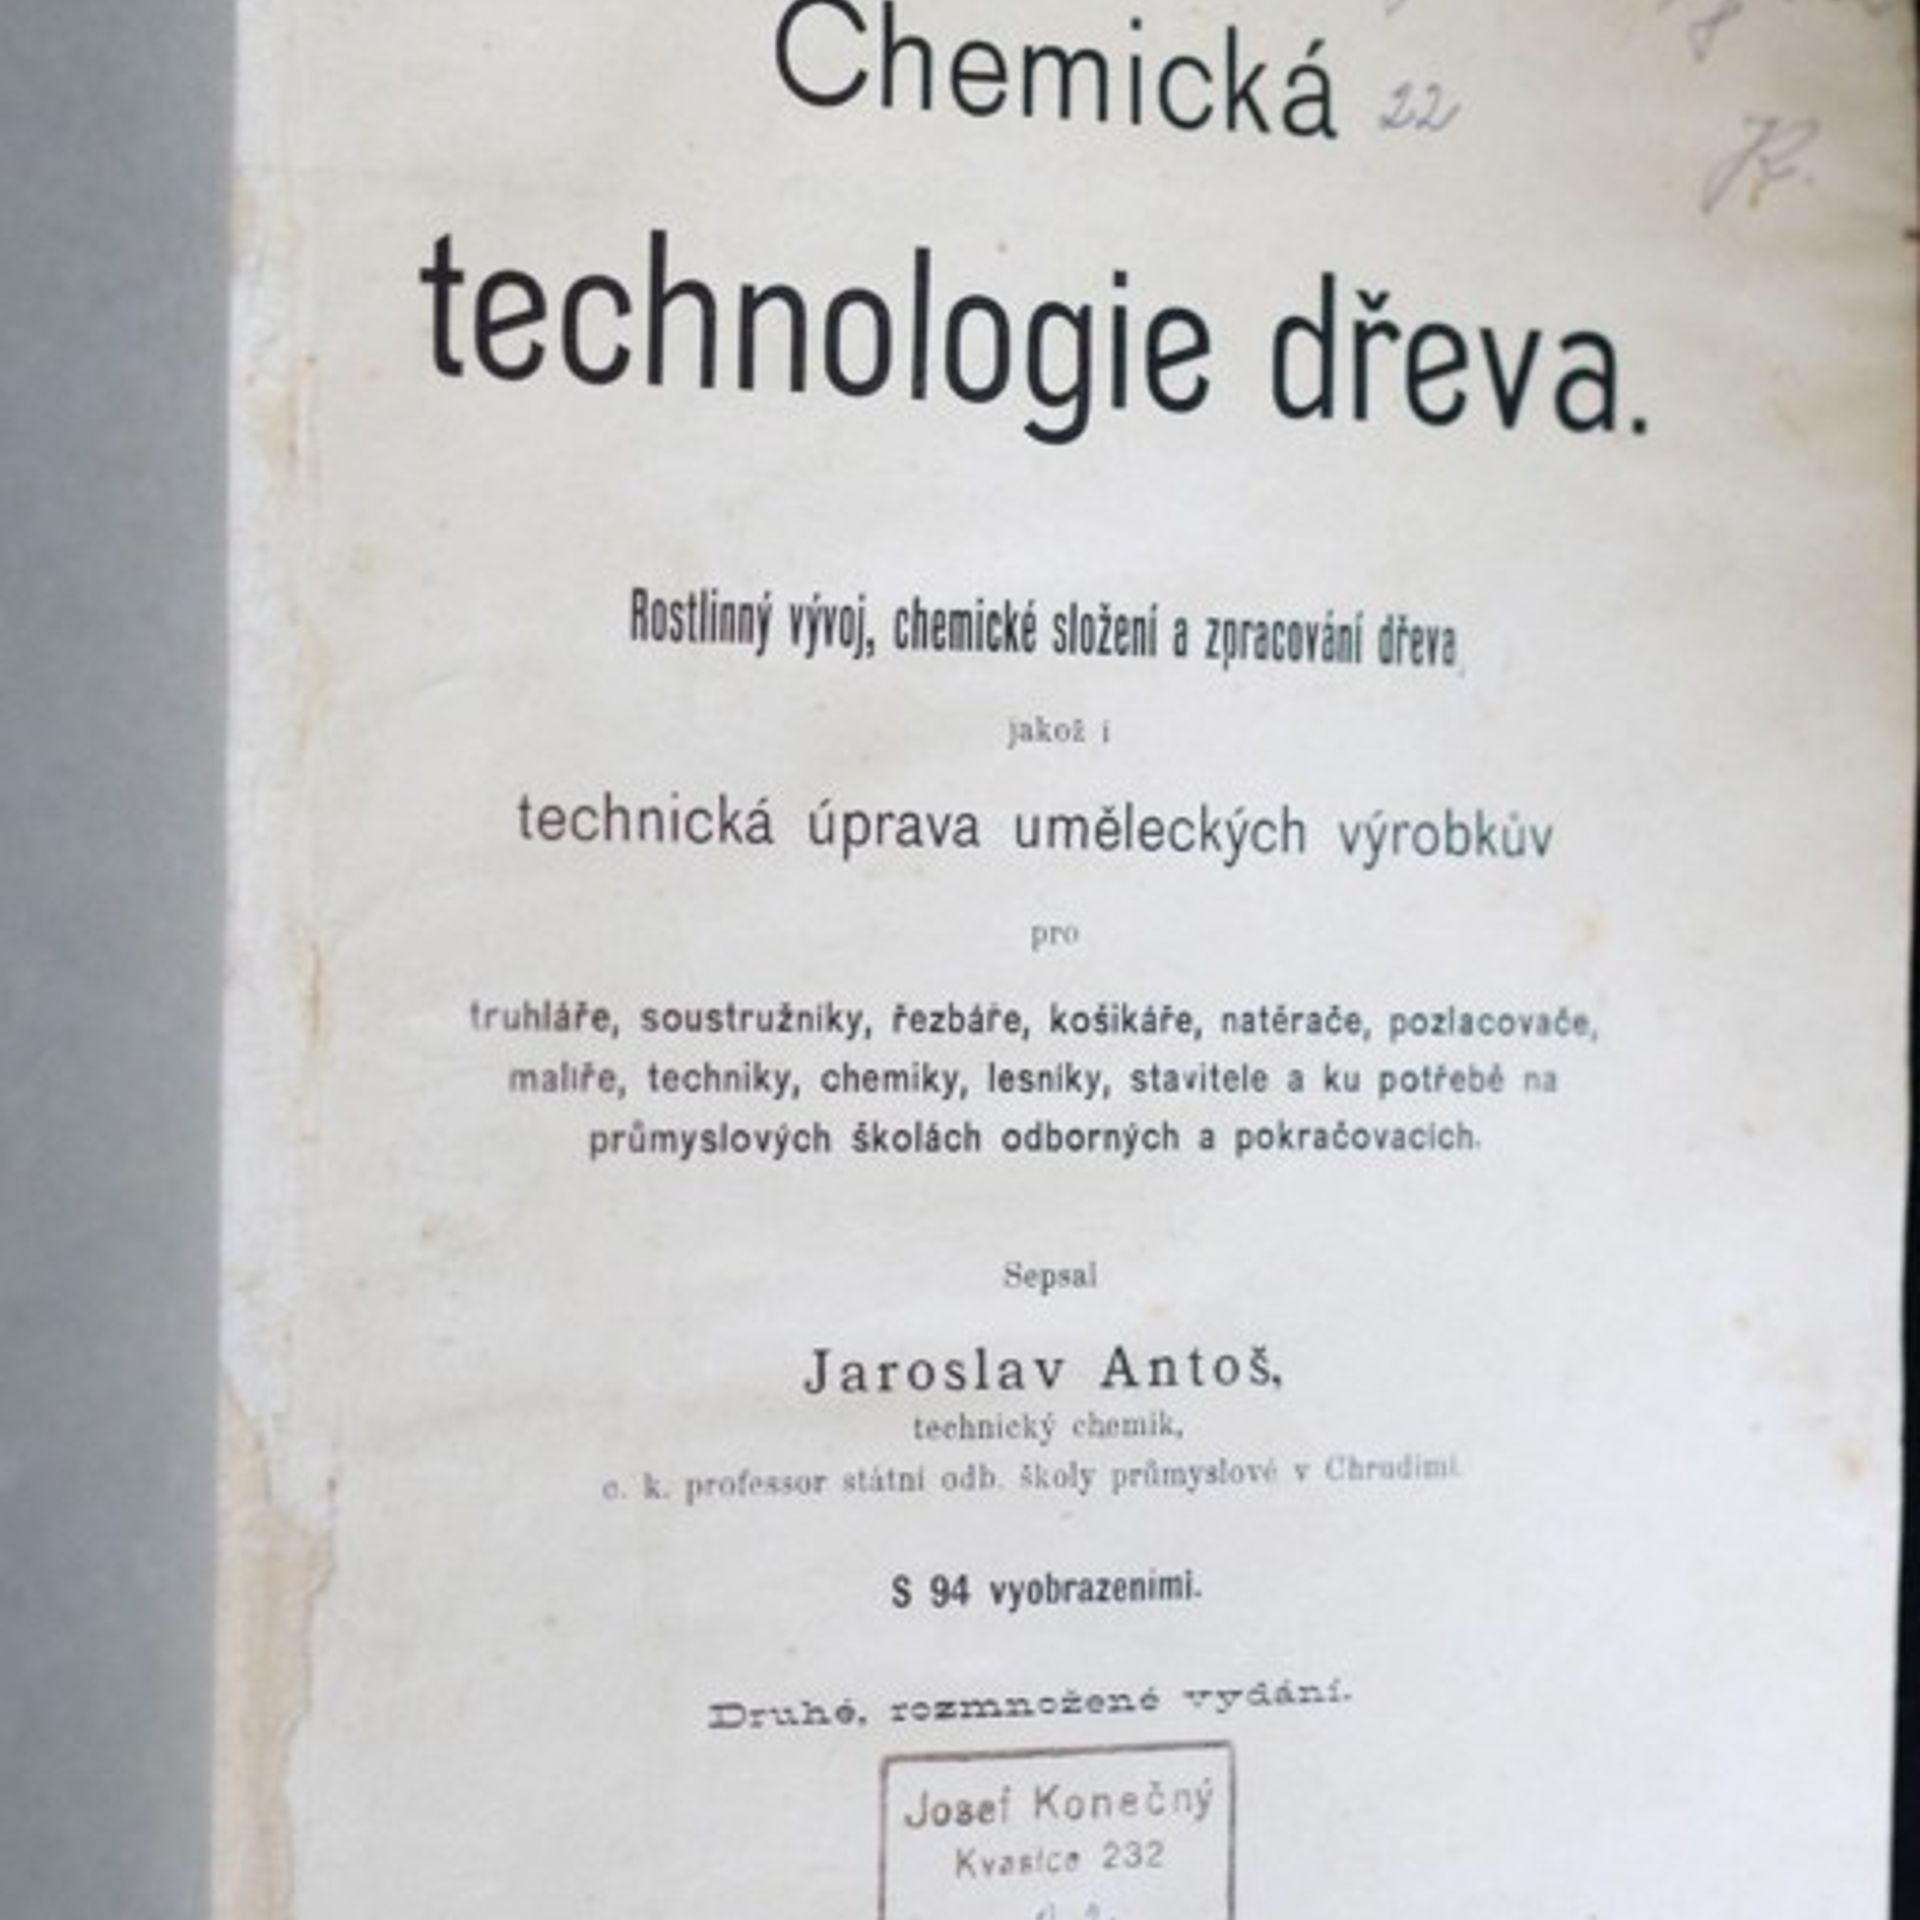 Chemická 22
technologie dřeva.
Rostlinný vývoj, chemické složení a zpracování dřeva
jakož i
technická úprava uměleckých výrobkův
pro
truhláře, soustružníky, řezbáře, košikáře, natěrače, pozlacovače,
malíře, techniky, chemiky, lesníky, stavitele a ku potřebě na
průmyslových školách odborných a pokračovacích.
Sepsal
Jaroslav Antoš,
technický chemik,
c. k. professor státní odb. školy průmyslové v Chrudimi.
S 94 vyobrazeními.
Druhé, rozmnožené vydání.
Josef Konečný
Kvasice 232